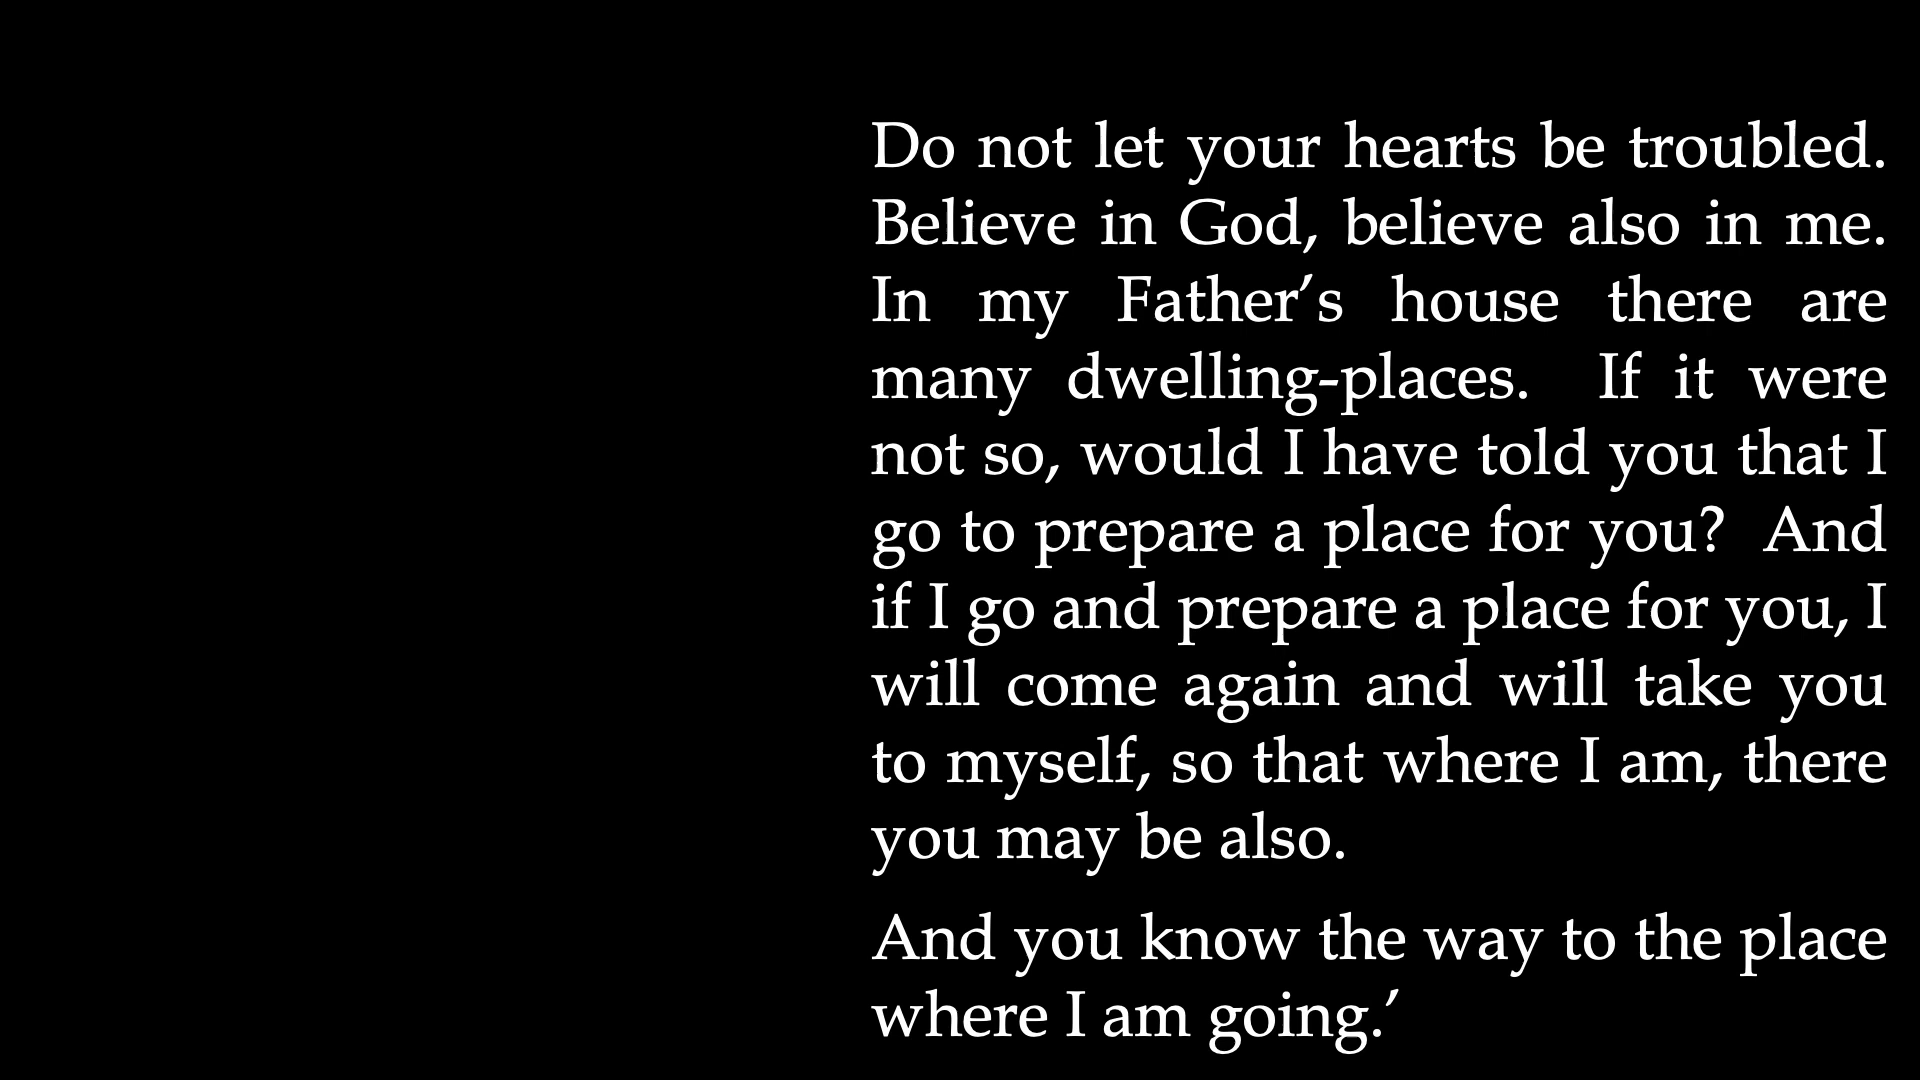 Do not let your hearts be troubled.
Believe in God, believe also in me.
In my Father’s house there are
many dwelling-places.  If it were
not so, would I have told you that I
go to prepare a place for you?  And
if I go and prepare a place for you, I
will come again and will take you
to myself, so that where I am, there
you may be also.
And you know the way to the place
where I am going.’